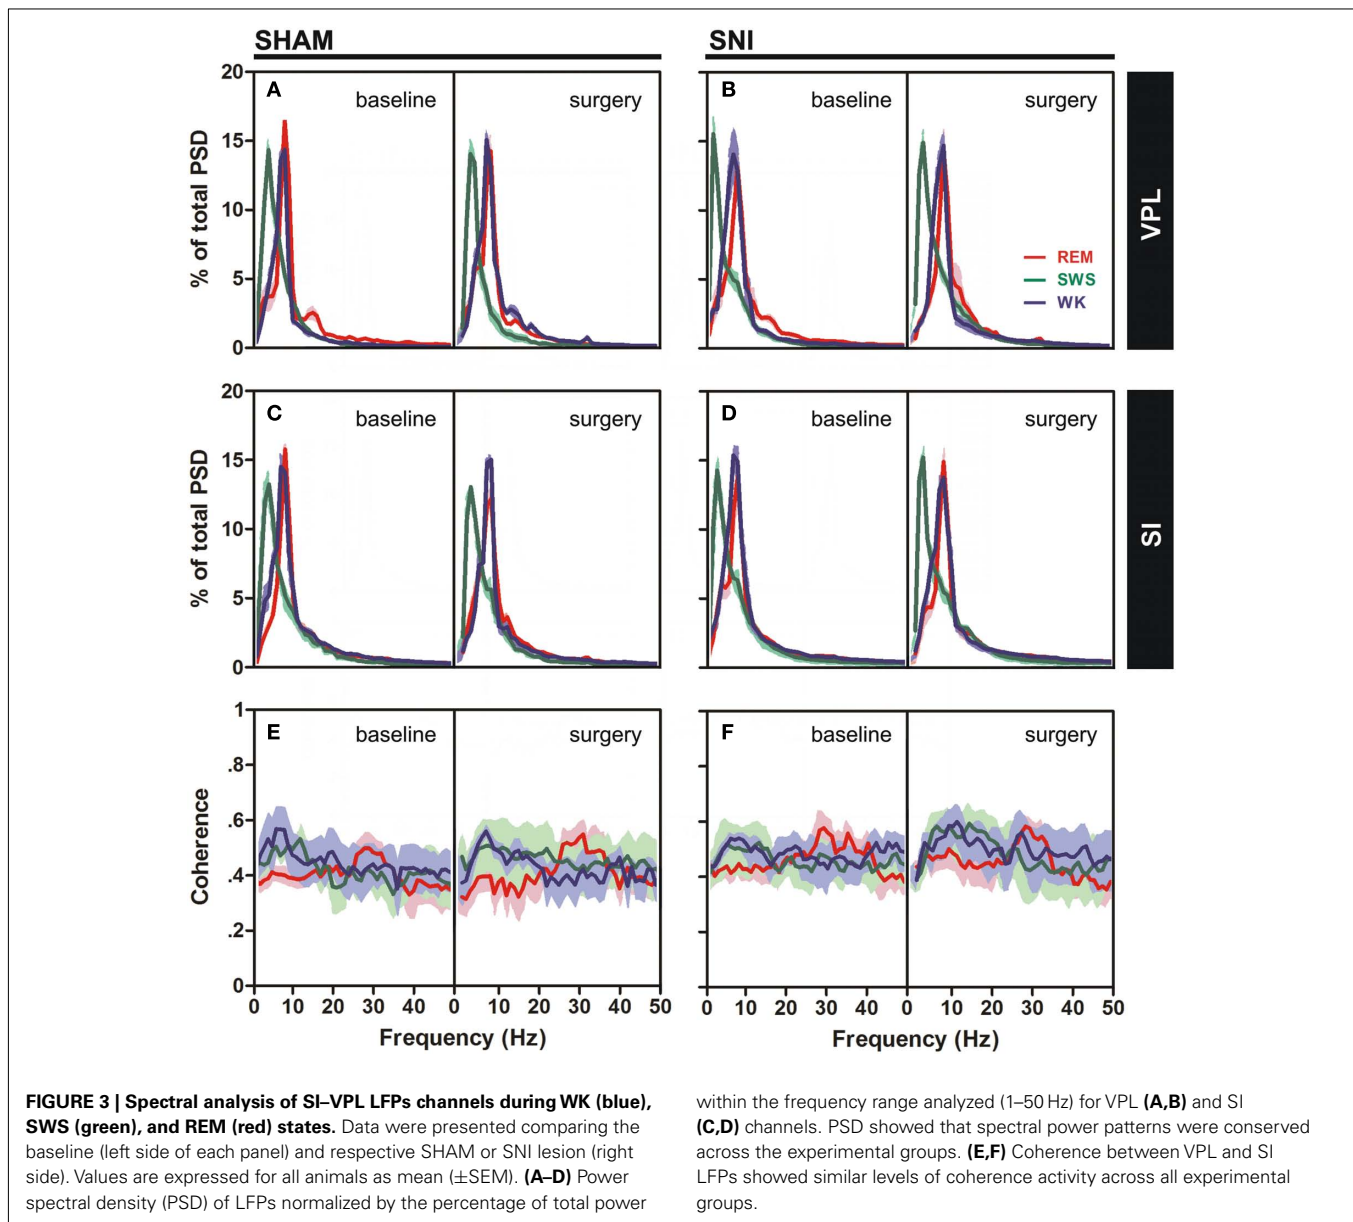 SHAM
SNI
20
15
10
5
0
% of total PSD
A
baseline
surgery
B
baseline
surgery
REM
SWS
WK
VPL
20
15
10
5
0
% of total PSD
C
baseline
surgery
D
baseline
surgery
SI
1
.8
.6
.4
.2
0
Coherence
E
baseline
surgery
F
baseline
surgery
0 10 20 30 40 0 10 20 30 40 50
0 10 20 30 40 0 10 20 30 40 50
Frequency (Hz)
Frequency (Hz)
FIGURE 3 | Spectral analysis of SI–VPL LFPs channels during WK (blue),
SWS (green), and REM (red) states. Data were presented comparing the
baseline (left side of each panel) and respective SHAM or SNI lesion (right
side). Values are expressed for all animals as mean (±SEM). (A–D) Power
spectral density (PSD) of LFPs normalized by the percentage of total power
within the frequency range analyzed (1–50 Hz) for VPL (A,B) and SI
(C,D) channels. PSD showed that spectral power patterns were conserved
across the experimental groups. (E,F) Coherence between VPL and SI
LFPs showed similar levels of coherence activity across all experimental
groups.